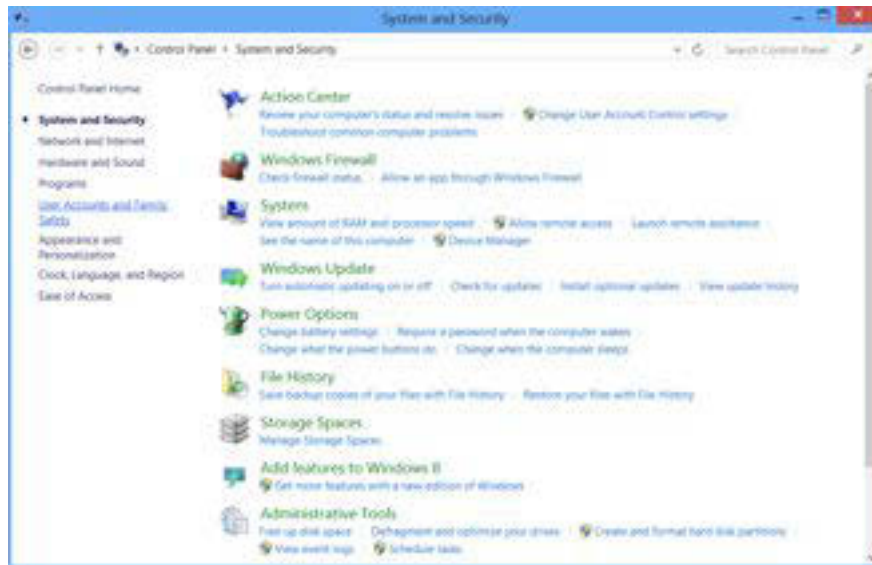 System and Security
Control Panel System and Security Search Control Panel
Control Panel Home
System and Security
Network and Internet
Hardware and Sound
Programs
User Accounts and Family
Safety
Appearance and
Personalization
Clock, Language, and Region
Ease of Access
Action Center
Review your computer's status and resolve issues Change User Account Control settings
Troubleshoot common computer problems
Windows Firewall
Check firewall status Allow an app through Windows Firewall
System
View amount of RAM and processor speed Allow remote access Launch remote assistance
See the name of this computer Device Manager
Windows Update
Turn automatic updating on or off Check for updates Install optional updates View update history
Power Options
Change battery settings Require a password when the computer wakes
Change what the power buttons do Change when the computer sleeps
File History
Save backup copies of your files with File History Restore your files with File History
Storage Spaces
Manage Storage Spaces
Add features to Windows 8
Get more features with a new edition of Windows
Administrative Tools
Free up disk space Defragment and optimize your drives Create and format hard disk partitions
View event logs Schedule tasks